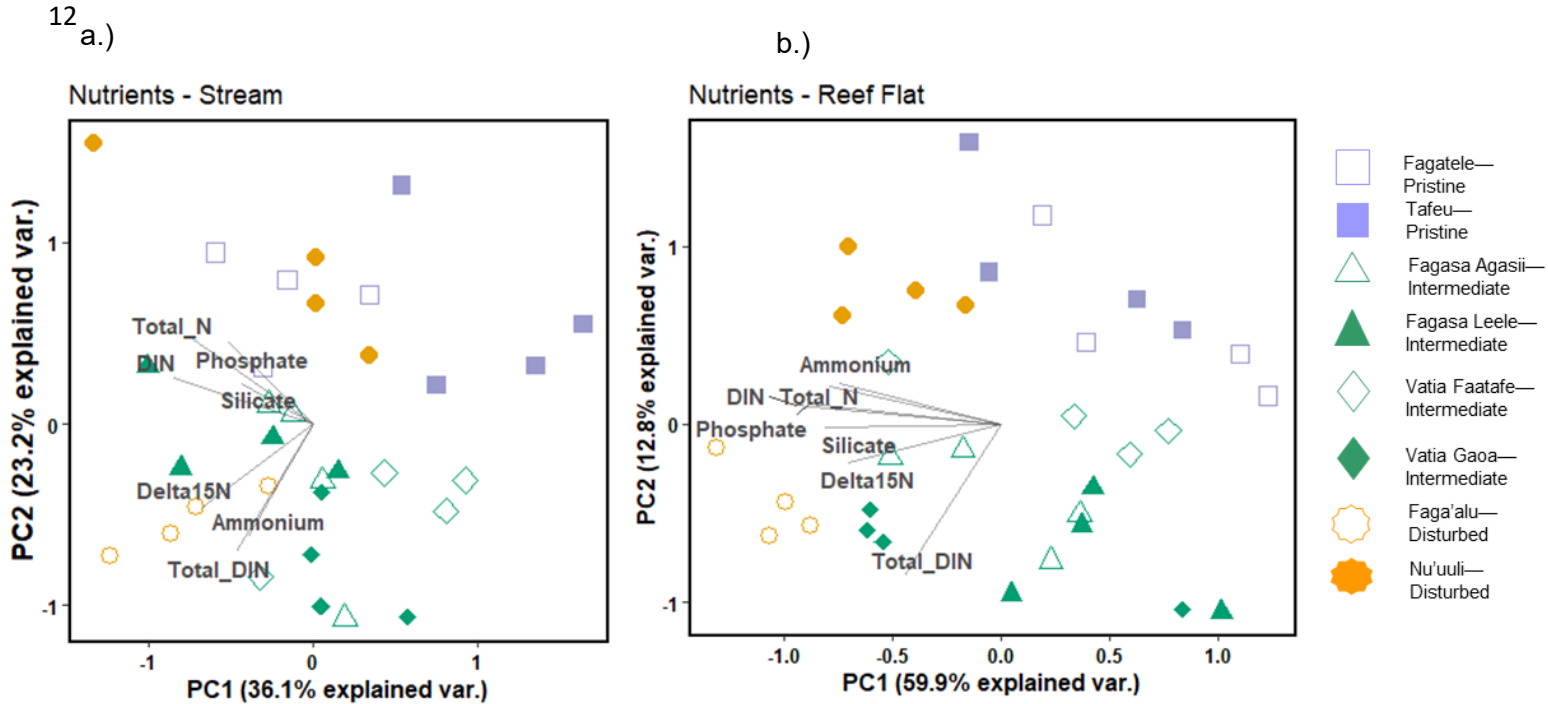 12
a.)
b.)
Nutrients - Stream
Nutrients - Reef Flat
PC2 (23.2% explained var.)
1
0
-1
Total_N
DIN
Phosphate
Silicate
Delta15N
Ammonium
Total_DIN
-1
0
1
PC1 (36.1% explained var.)
PC2 (12.8% explained var.)
1
0
-1
Ammonium
DIN
Total_N
Phosphate
Silicate
Delta15N
Total_DIN
-1.0
-0.5
0.0
0.5
1.0
PC1 (59.9% explained var.)
Fagatele—
Pristine
Tafeu—
Pristine
Fagasa Agasii—
Intermediate
Fagasa Leele—
Intermediate
Vatia Faatafe—
Intermediate
Vatia Gaoa—
Intermediate
Faga’alu—
Disturbed
Nu’uuli—
Disturbed